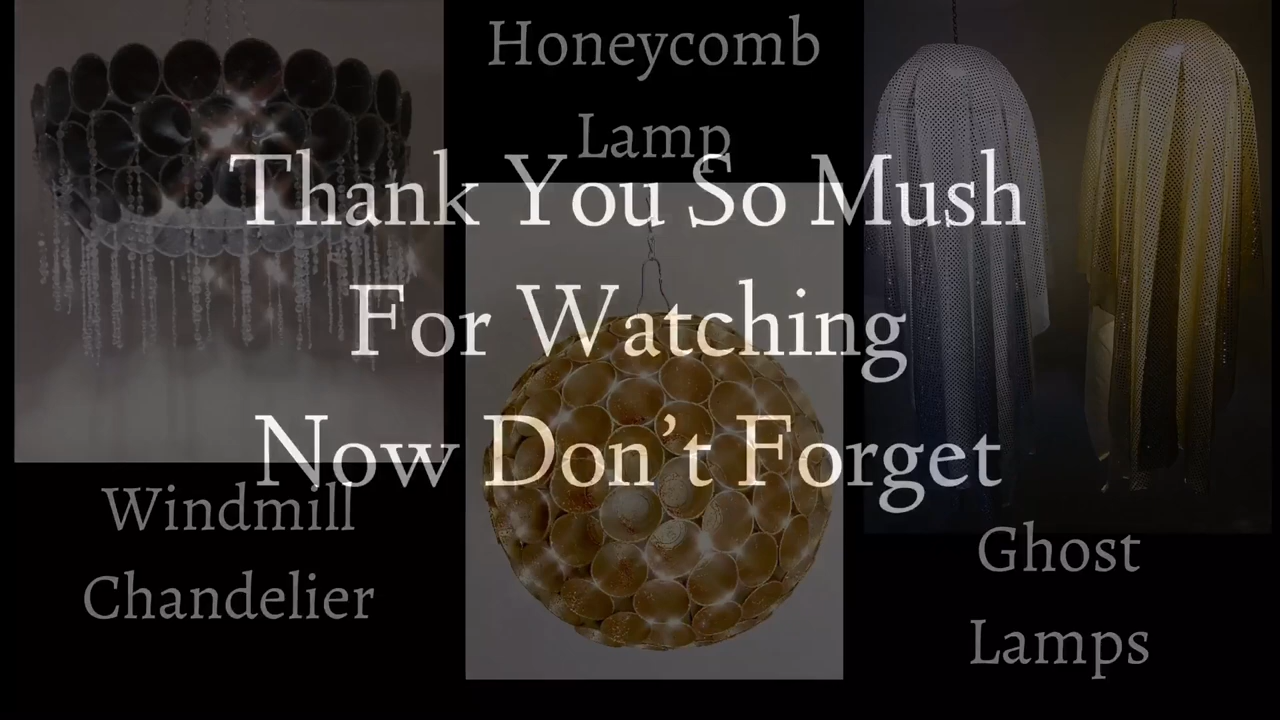 Honeycomb
Lamp
Thank You So Mush
For Watching
Now Don't Forget
Windmill
Chandelier
Ghost
Lamps